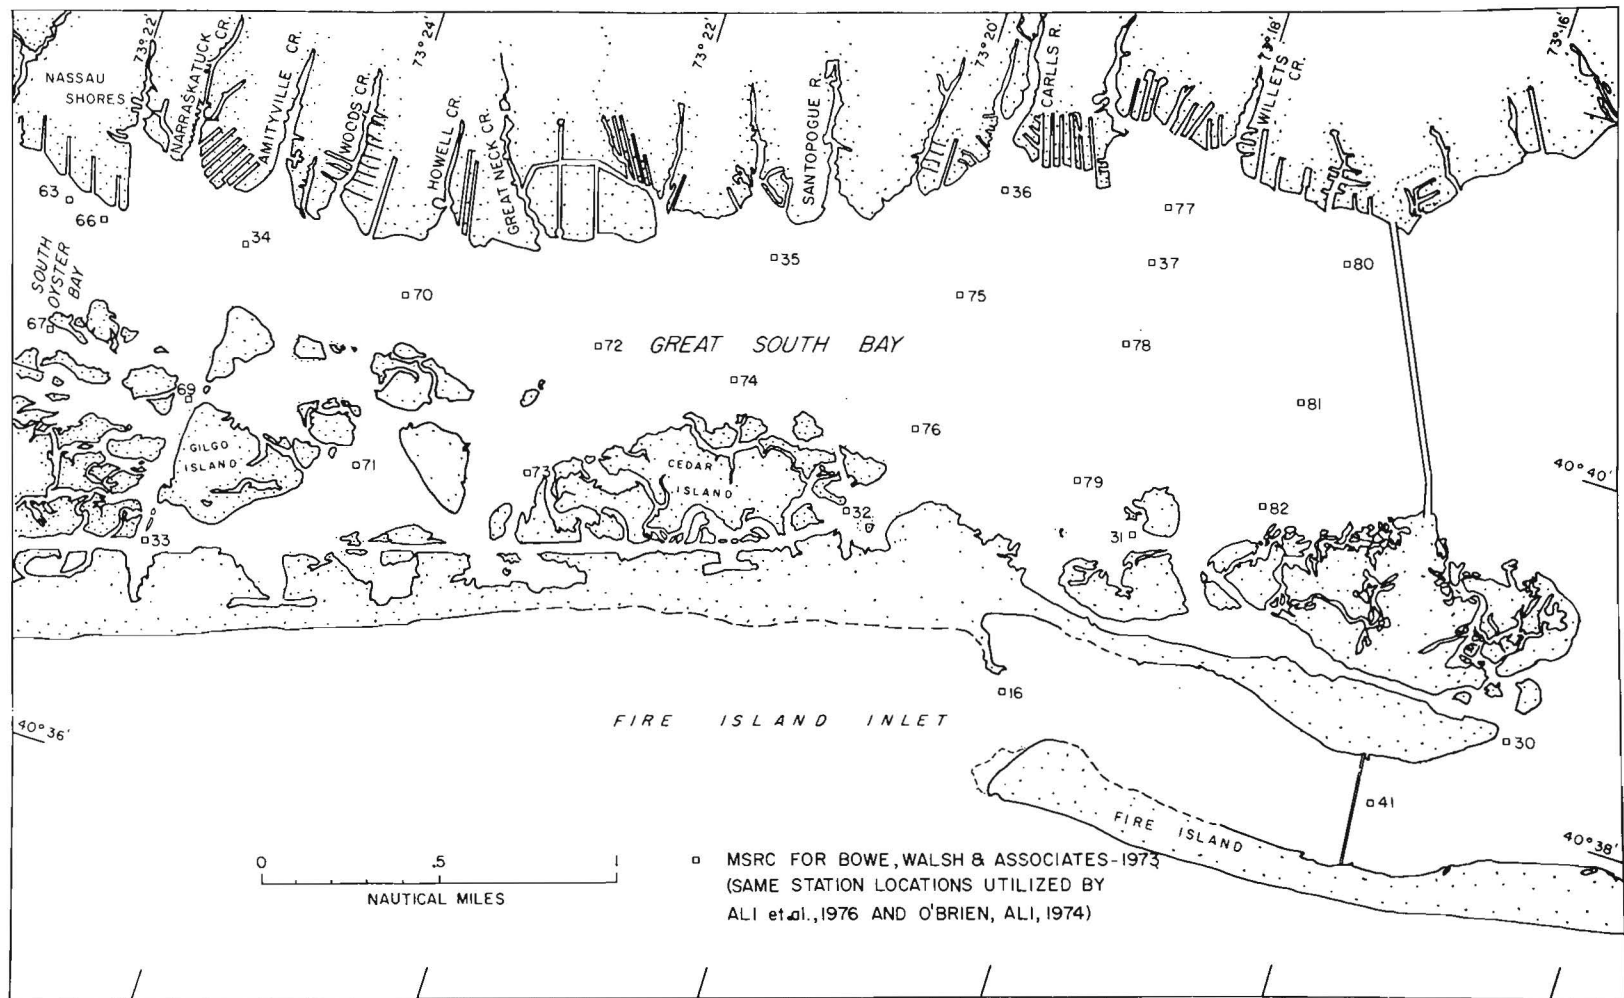 73° 22'
NARRASKATUCK CR.
AMITYVILLE CR.
WOODS CR.
73° 24'
HOWELL CR.
GREAT NECK CR.
73° 22'
SANTOPOGUE R.
73° 20'
CARLLS R.
73° 18'
WILLETS CR.
73° 16'
NASSAU
SHORES
63
66
34
36
77
SOUTH
OYSTER
BAY
35
37
80
70
75
67
72
GREAT SOUTH BAY
78
74
69
81
76
GILGO
ISLAND
71
73
CEDAR
ISLAND
79
40° 40'
32
82
33
31
16
FIRE ISLAND INLET
40° 36'
30
41
FIRE ISLAND
40° 38'
0 .5 1
NAUTICAL MILES
MSRC FOR BOWE, WALSH & ASSOCIATES-1973
(SAME STATION LOCATIONS UTILIZED BY
ALI et.al., 1976 AND O'BRIEN, ALI, 1974)